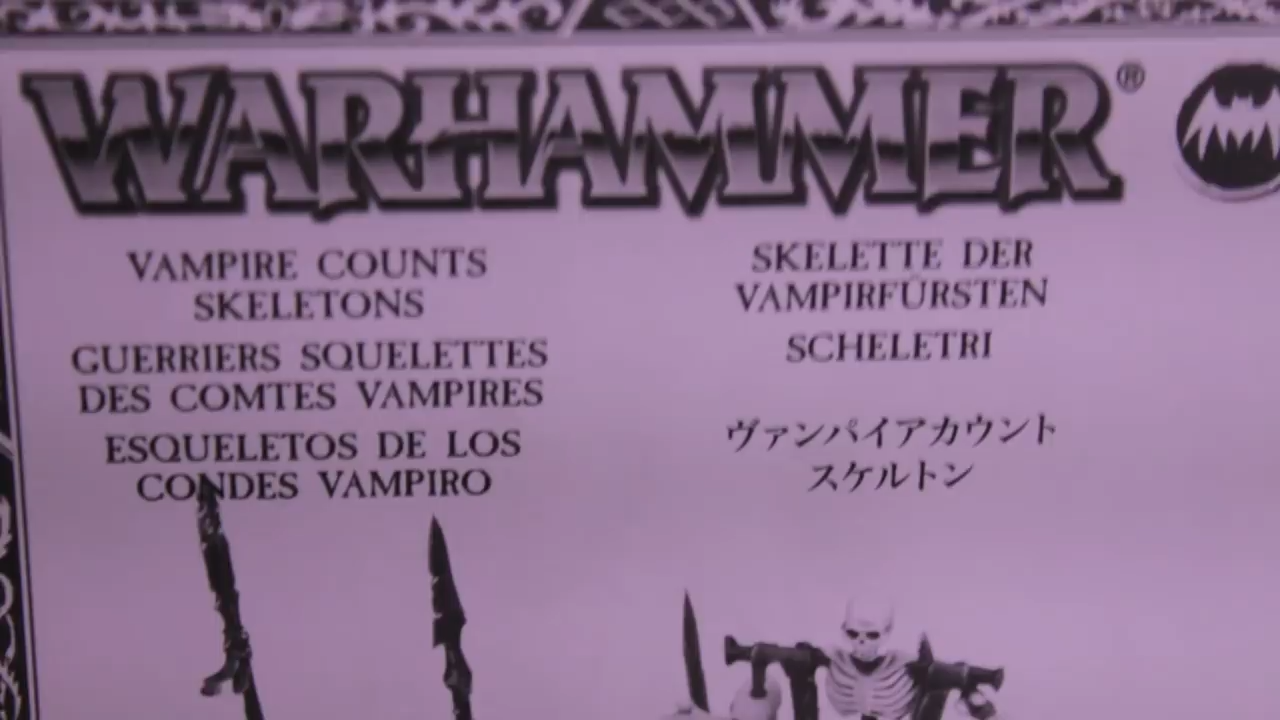 WARHAMMER®
VAMPIRE COUNTS
SKELETONS
GUERRIERS SQUELETTES
DES COMTES VAMPIRES
ESQUELETOS DE LOS
CONDES VAMPIRO
SKELETTE DER
VAMPIRFÜRSTEN
SCHELETRI
ヴァンパイアカウント
スケルトン